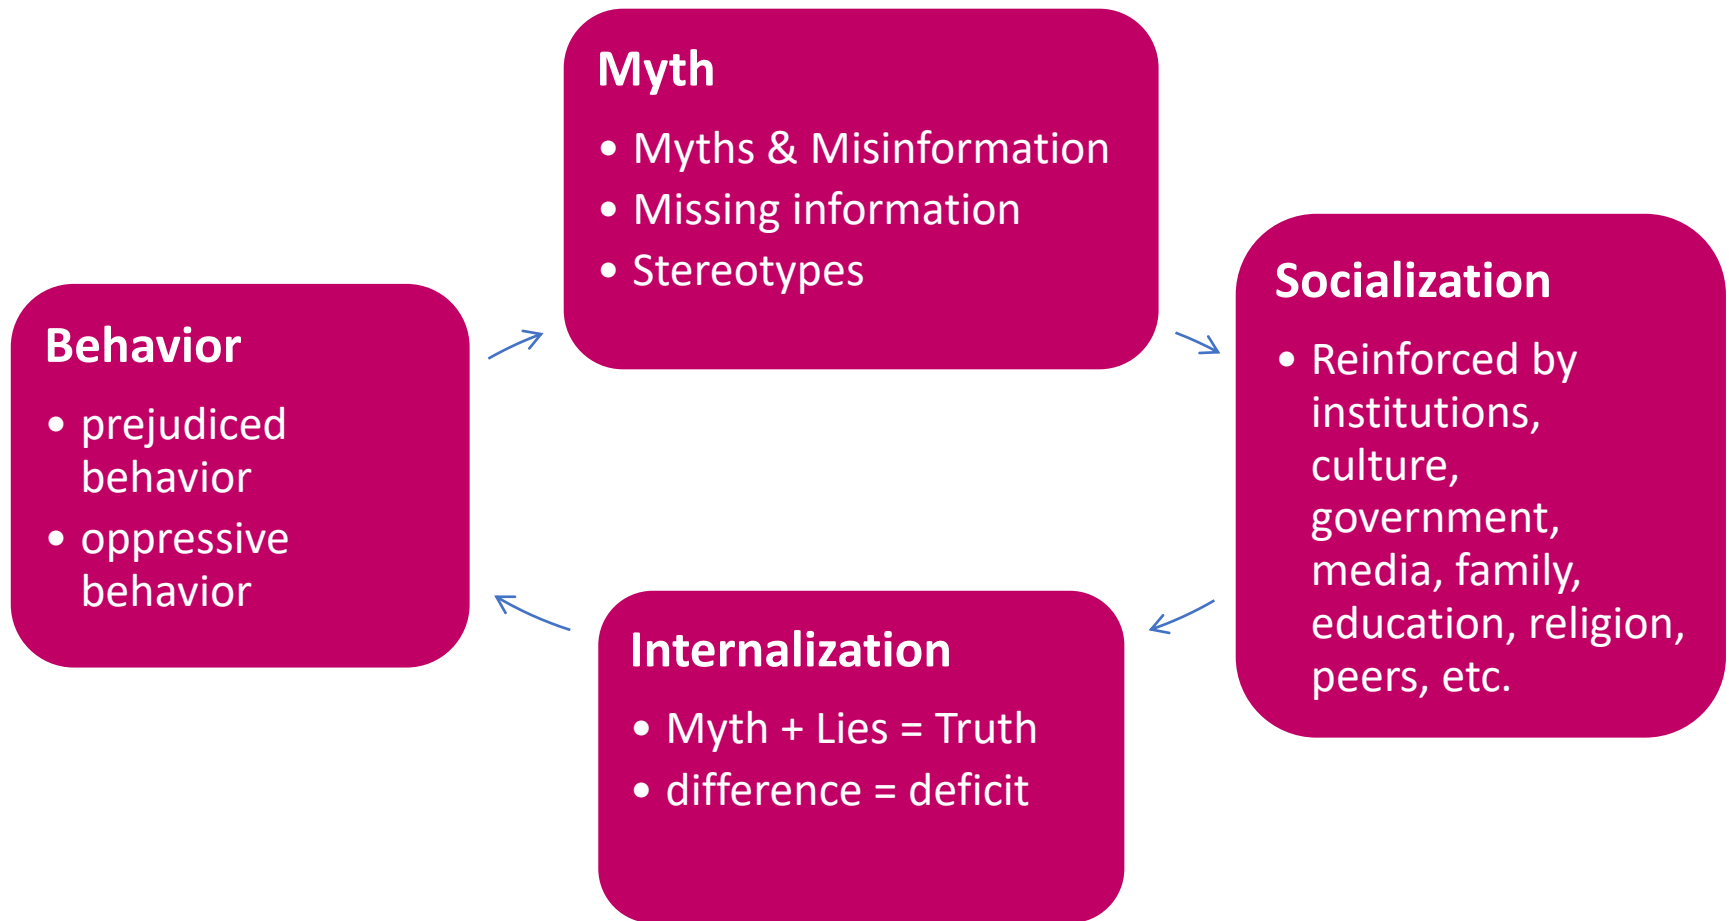 Myth
• Myths & Misinformation
• Missing information
• Stereotypes
Socialization
• Reinforced by
institutions,
culture,
government,
media, family,
education, religion,
peers, etc.
Internalization
• Myth + Lies = Truth
• difference = deficit
Behavior
• prejudiced
behavior
• oppressive
behavior